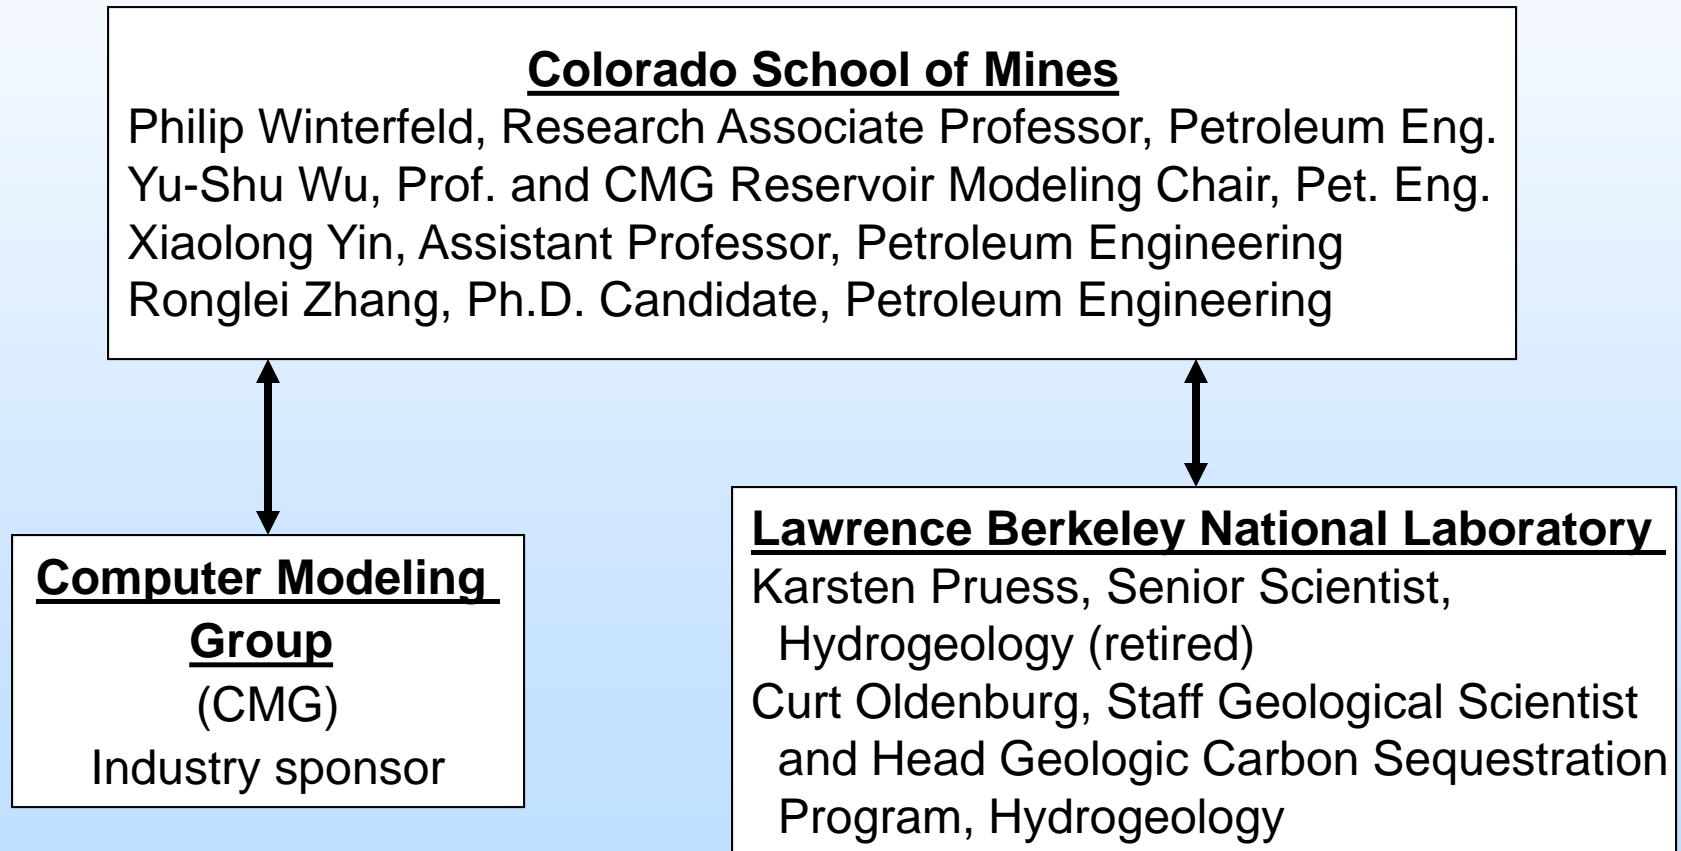 Colorado School of Mines
Philip Winterfeld, Research Associate Professor, Petroleum Eng.
Yu-Shu Wu, Prof. and CMG Reservoir Modeling Chair, Pet. Eng.
Xiaolong Yin, Assistant Professor, Petroleum Engineering
Ronglei Zhang, Ph.D. Candidate, Petroleum Engineering
Computer Modeling
Group
(CMG)
Industry sponsor
Lawrence Berkeley National Laboratory
Karsten Pruess, Senior Scientist,
Hydrogeology (retired)
Curt Oldenburg, Staff Geological Scientist
and Head Geologic Carbon Sequestration
Program, Hydrogeology